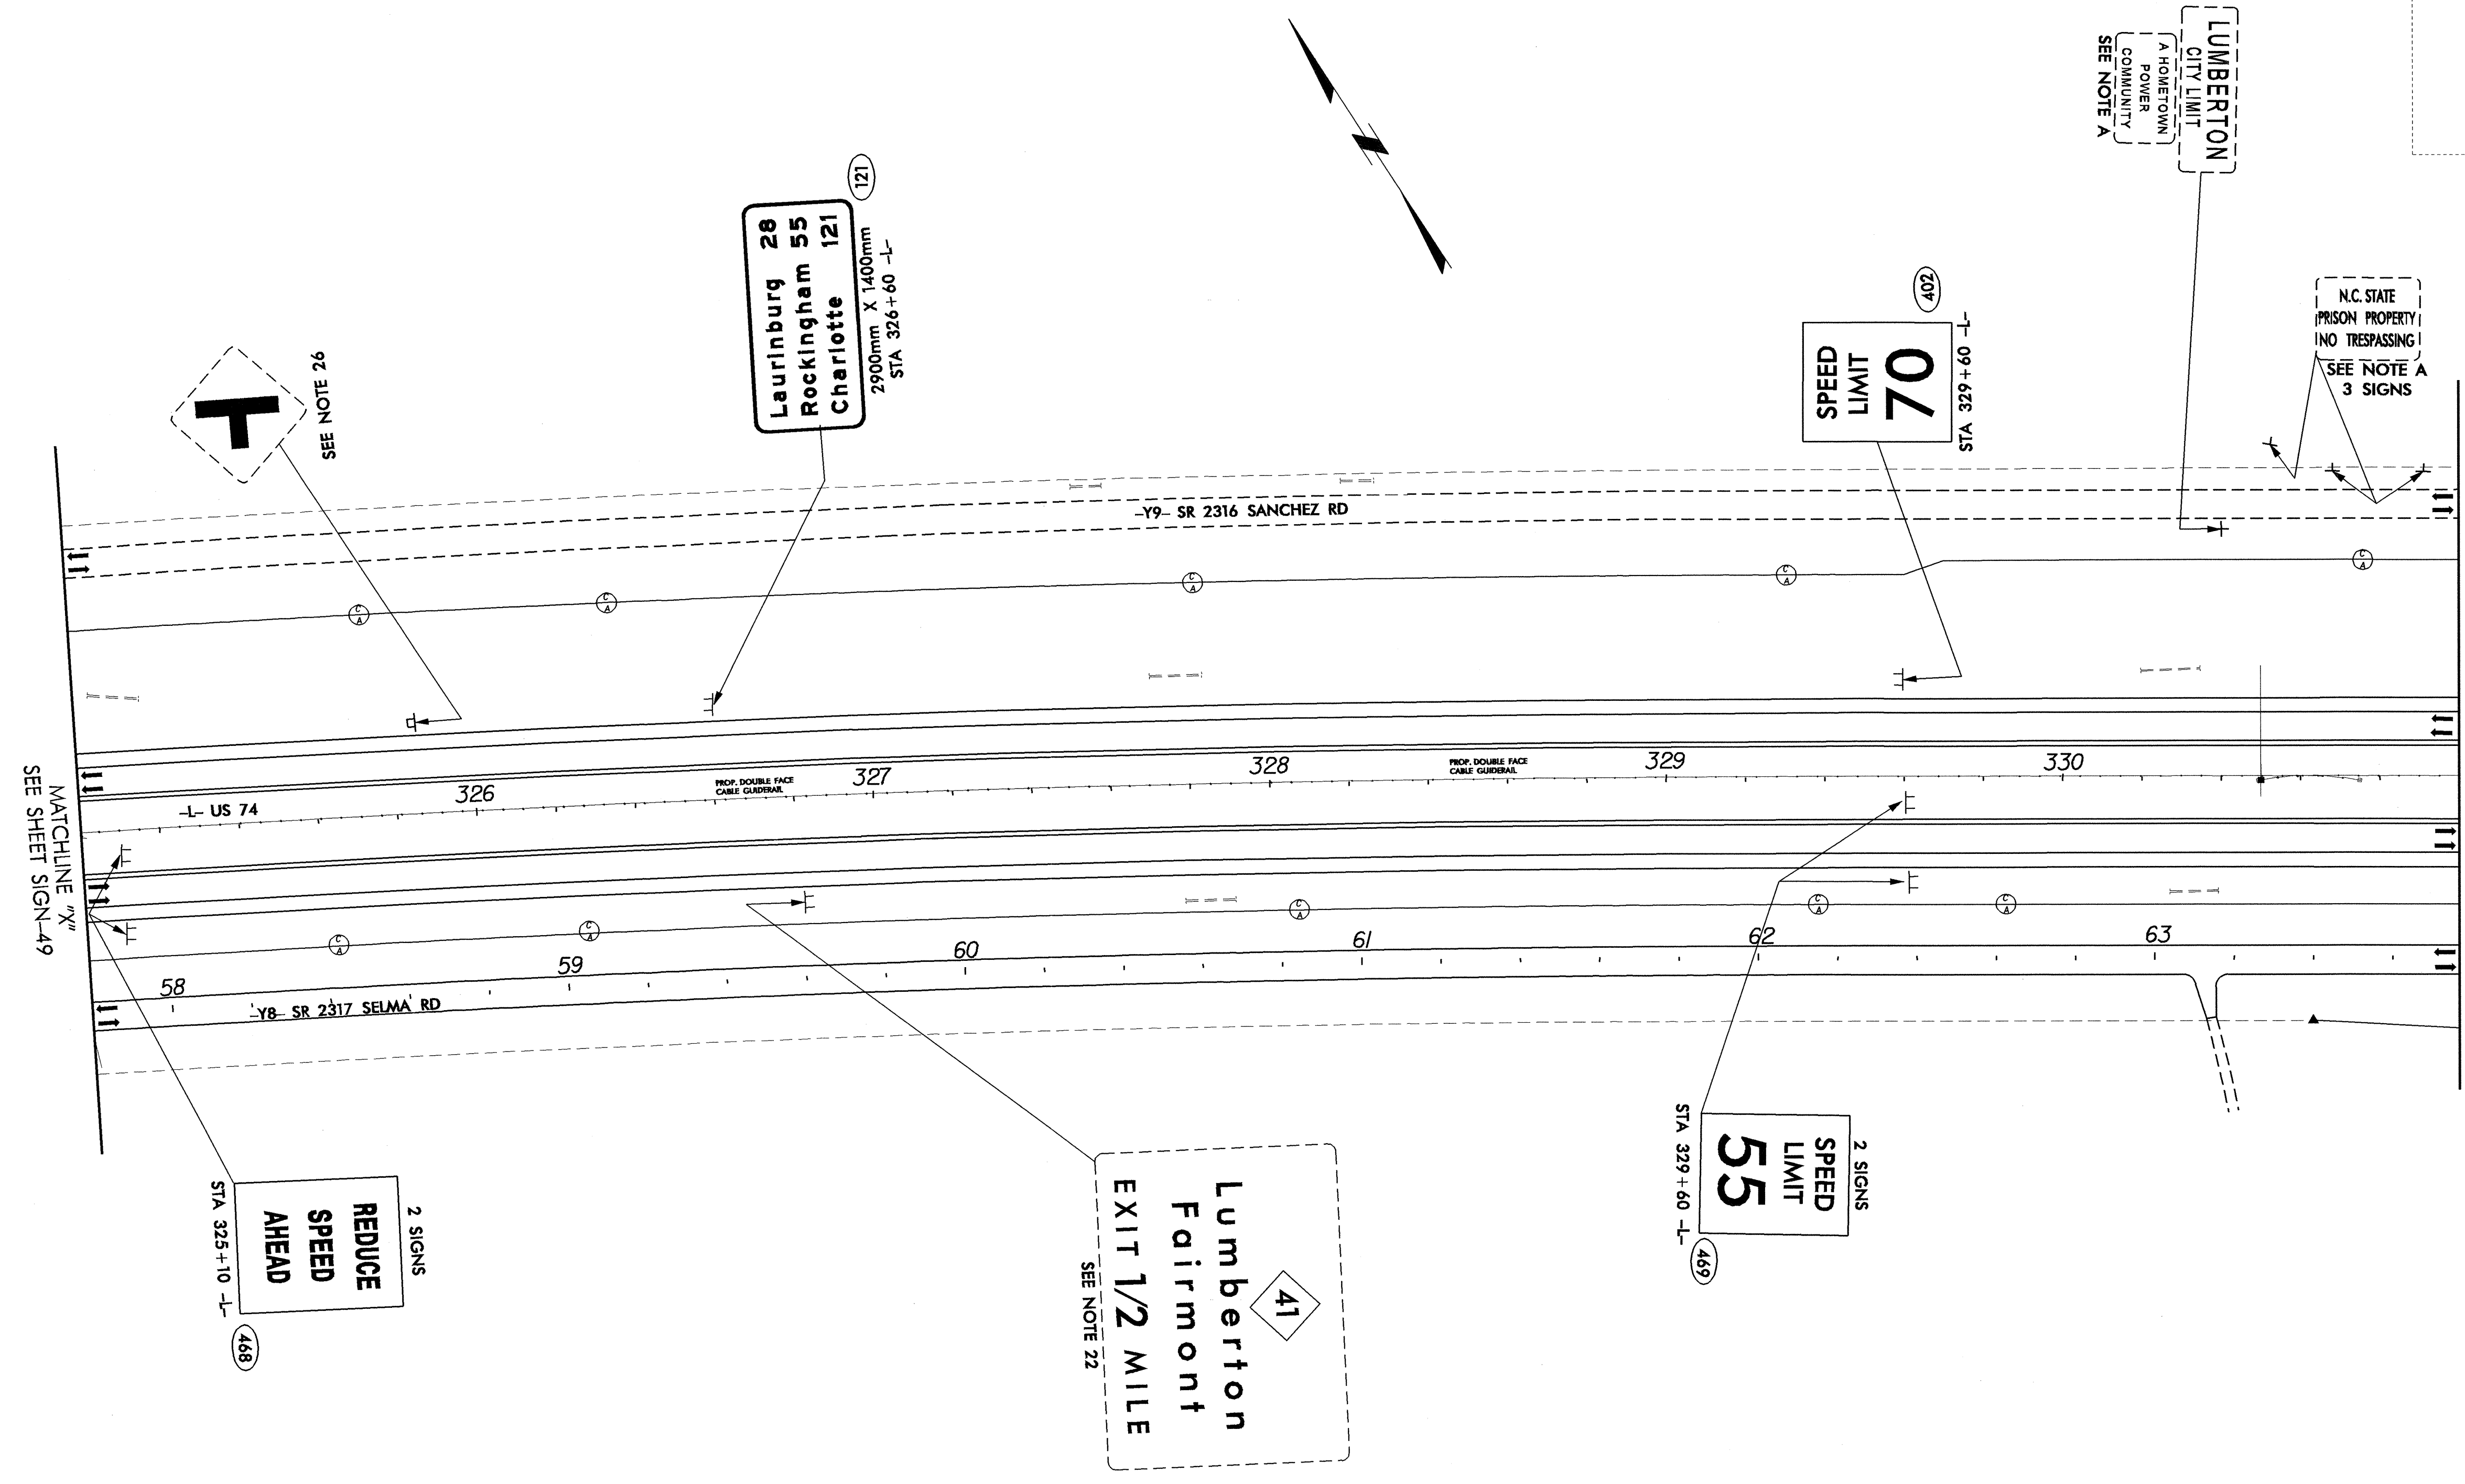 LUMBERTON
CITY LIMIT
A HOMETOWN
POWER
COMMUNITY
SEE NOTE A
121
Laurinburg 28
Rockingham 55
Charlotte 121
2900mm X 1400mm
STA 326+60 -L-
402
SPEED
LIMIT
70
STA 329+60 -L-
N.C. STATE
PRISON PROPERTY
NO TRESPASSING
SEE NOTE A
3 SIGNS
T
SEE NOTE 26
-Y9- SR 2316 SANCHEZ RD
C
A
C
A
C
A
C
A
C
A
326
327
328
329
330
PROP. DOUBLE FACE
CABLE GUIDERAIL
PROP. DOUBLE FACE
CABLE GUIDERAIL
-L- US 74
MATCHLINE "X"
SEE SHEET SIGN-49
C
A
C
A
C
A
C
A
C
A
58
59
60
61
62
63
-Y8- SR 2317 SELMA RD
2 SIGNS
REDUCE
SPEED
AHEAD
STA 325+10 -L-
468
41
Lumberton
Fairmont
EXIT 1/2 MILE
SEE NOTE 22
2 SIGNS
SPEED
LIMIT
55
STA 329+60 -L-
469